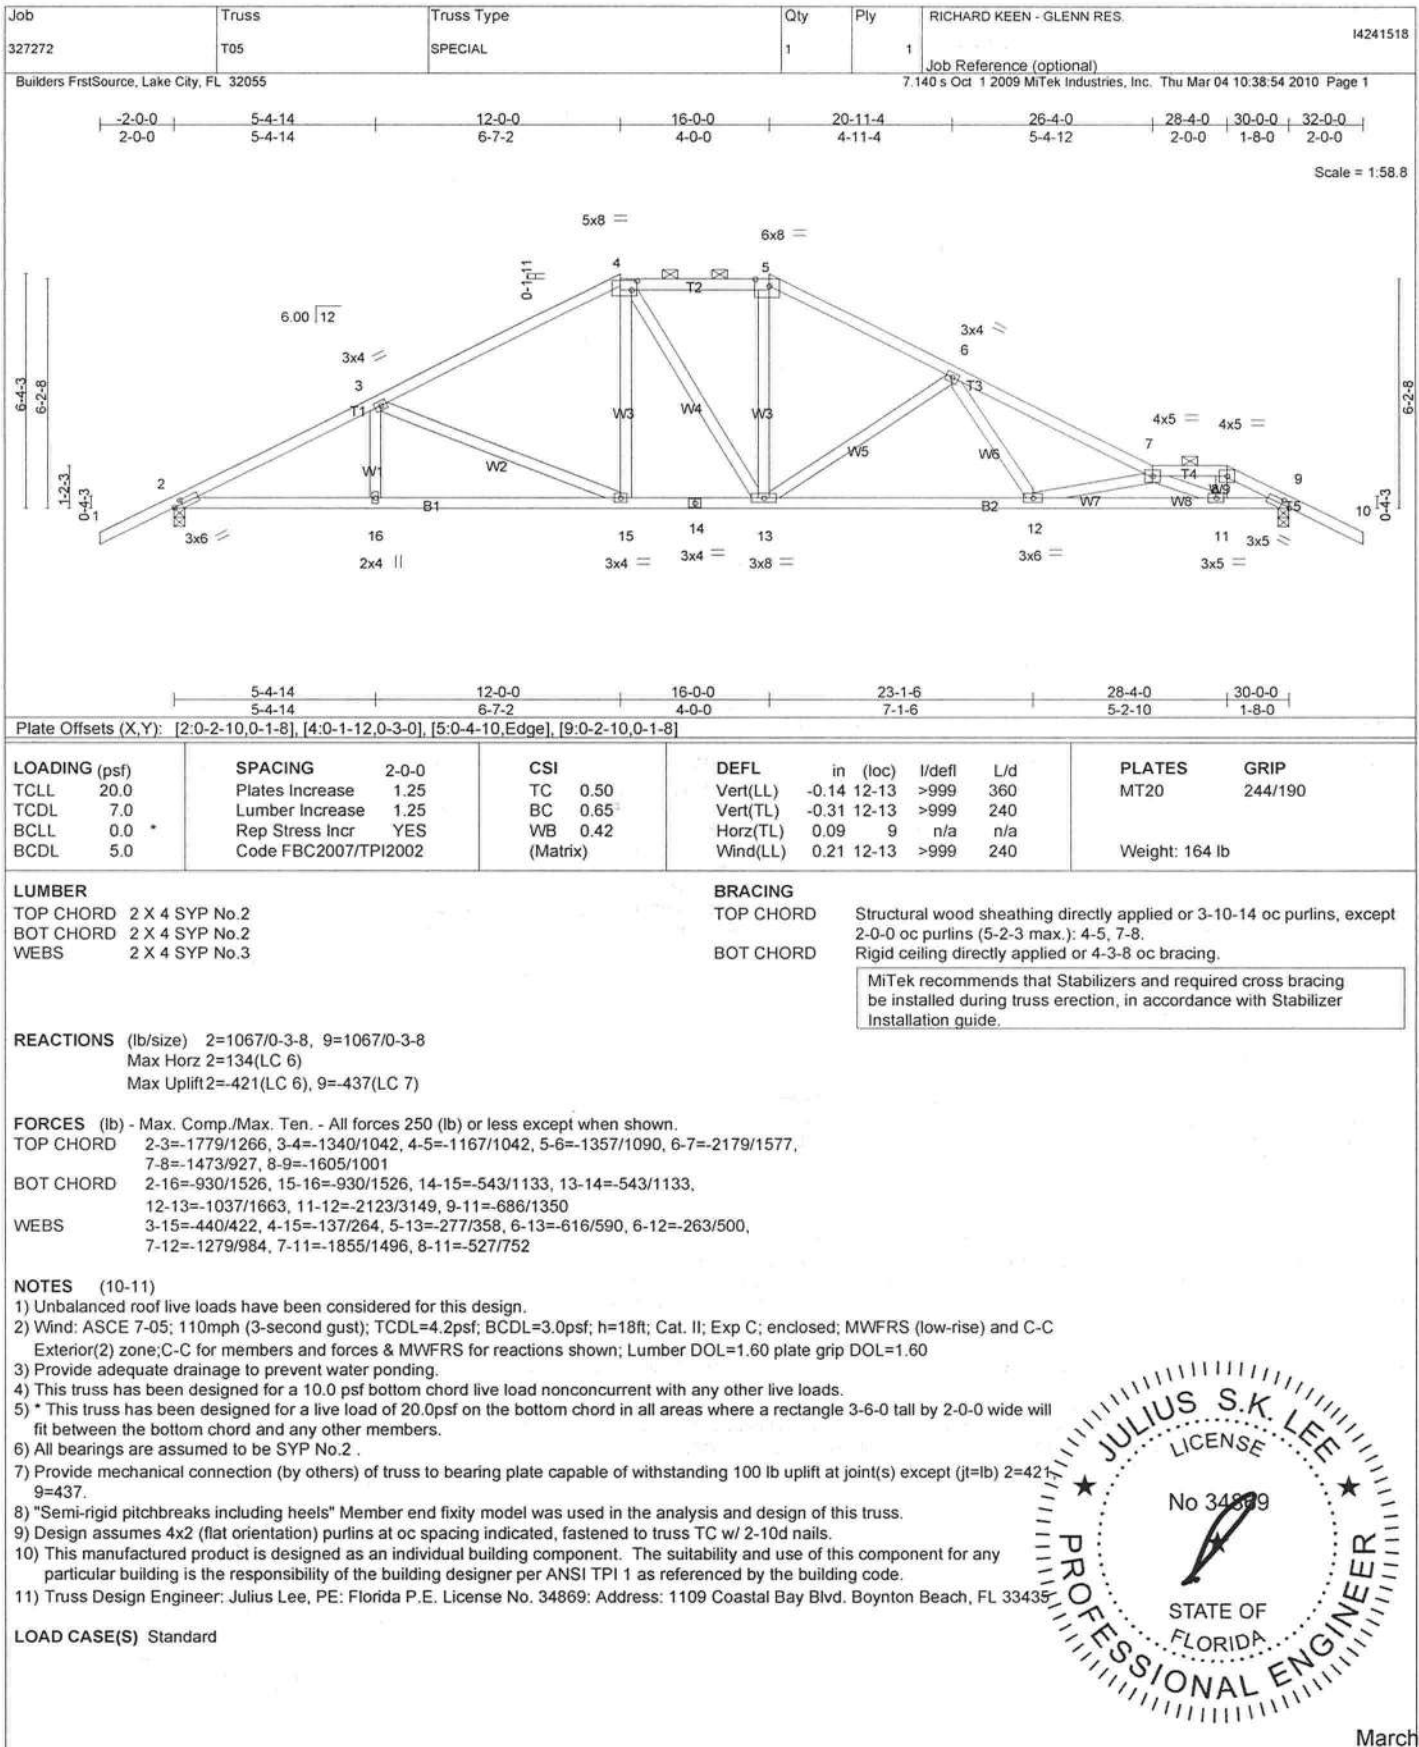 Job Truss Truss Type Qty Ply RICHARD KEEN - GLENN RES.
I4241518
327272 T05 SPECIAL 1 1
Job Reference (optional)
Builders FrstSource, Lake City, FL 32055 7.140 s Oct 1 2009 MiTek Industries, Inc. Thu Mar 04 10:38:54 2010 Page 1
-2-0-0 5-4-14 12-0-0 16-0-0 20-11-4 26-4-0 28-4-0 30-0-0 32-0-0
2-0-0 5-4-14 6-7-2 4-0-0 4-11-4 5-4-12 2-0-0 1-8-0 2-0-0
Scale = 1:58.8
5x8 =
6x8 =
4 5
0-1-11
T2
6.00 12
3x4
3x4
6
3
T1
T3
6-4-3
6-2-8
6-2-8
W3 W4 W3
4x5 = 4x5 =
7
W1 W2 W5 W6
T4
W9
1-2-3
0-4-3
2 9
1 B1 B2 W7 W8 T5 10
0-4-3
3x6 16 15 14 13 12 11 3x5
2x4 || 3x4 = 3x4 = 3x8 = 3x6 = 3x5 =
5-4-14 12-0-0 16-0-0 23-1-6 28-4-0 30-0-0
5-4-14 6-7-2 4-0-0 7-1-6 5-2-10 1-8-0
Plate Offsets (X,Y): [2:0-2-10,0-1-8], [4:0-1-12,0-3-0], [5:0-4-10,Edge], [9:0-2-10,0-1-8]
LOADING (psf) SPACING 2-0-0 CSI DEFL in (loc) l/defl L/d PLATES GRIP
TCLL 20.0 Plates Increase 1.25 TC 0.50 Vert(LL) -0.14 12-13 >999 360 MT20 244/190
TCDL 7.0 Lumber Increase 1.25 BC 0.65 Vert(TL) -0.31 12-13 >999 240
BCLL 0.0 * Rep Stress Incr YES WB 0.42 Horz(TL) 0.09 9 n/a n/a
BCDL 5.0 Code FBC2007/TPI2002 (Matrix) Wind(LL) 0.21 12-13 >999 240 Weight: 164 lb
LUMBER BRACING
TOP CHORD 2 X 4 SYP No.2 TOP CHORD Structural wood sheathing directly applied or 3-10-14 oc purlins, except
BOT CHORD 2 X 4 SYP No.2 2-0-0 oc purlins (5-2-3 max.): 4-5, 7-8.
WEBS 2 X 4 SYP No.3 BOT CHORD Rigid ceiling directly applied or 4-3-8 oc bracing.
MiTek recommends that Stabilizers and required cross bracing
be installed during truss erection, in accordance with Stabilizer
Installation guide.
REACTIONS (lb/size) 2=1067/0-3-8, 9=1067/0-3-8
Max Horz 2=134(LC 6)
Max Uplift2=-421(LC 6), 9=-437(LC 7)
FORCES (lb) - Max. Comp./Max. Ten. - All forces 250 (lb) or less except when shown.
TOP CHORD 2-3=-1779/1266, 3-4=-1340/1042, 4-5=-1167/1042, 5-6=-1357/1090, 6-7=-2179/1577,
7-8=-1473/927, 8-9=-1605/1001
BOT CHORD 2-16=-930/1526, 15-16=-930/1526, 14-15=-543/1133, 13-14=-543/1133,
12-13=-1037/1663, 11-12=-2123/3149, 9-11=-686/1350
WEBS 3-15=-440/422, 4-15=-137/264, 5-13=-277/358, 6-13=-616/590, 6-12=-263/500,
7-12=-1279/984, 7-11=-1855/1496, 8-11=-527/752
NOTES (10-11)
1) Unbalanced roof live loads have been considered for this design.
2) Wind: ASCE 7-05; 110mph (3-second gust); TCDL=4.2psf; BCDL=3.0psf; h=18ft; Cat. II; Exp C; enclosed; MWFRS (low-rise) and C-C
Exterior(2) zone;C-C for members and forces & MWFRS for reactions shown; Lumber DOL=1.60 plate grip DOL=1.60
3) Provide adequate drainage to prevent water ponding.
4) This truss has been designed for a 10.0 psf bottom chord live load nonconcurrent with any other live loads.
5) * This truss has been designed for a live load of 20.0psf on the bottom chord in all areas where a rectangle 3-6-0 tall by 2-0-0 wide will
fit between the bottom chord and any other members.
6) All bearings are assumed to be SYP No.2 .
7) Provide mechanical connection (by others) of truss to bearing plate capable of withstanding 100 lb uplift at joint(s) except (jt=lb) 2=421,
9=437.
8) "Semi-rigid pitchbreaks including heels" Member end fixity model was used in the analysis and design of this truss.
9) Design assumes 4x2 (flat orientation) purlins at oc spacing indicated, fastened to truss TC w/ 2-10d nails.
10) This manufactured product is designed as an individual building component. The suitability and use of this component for any
particular building is the responsibility of the building designer per ANSI TPI 1 as referenced by the building code.
11) Truss Design Engineer: Julius Lee, PE: Florida P.E. License No. 34869: Address: 1109 Coastal Bay Blvd. Boynton Beach, FL 33435
LOAD CASE(S) Standard
JULIUS S.K. LEE
LICENSE
No 34869
STATE OF
FLORIDA
PROFESSIONAL ENGINEER
March